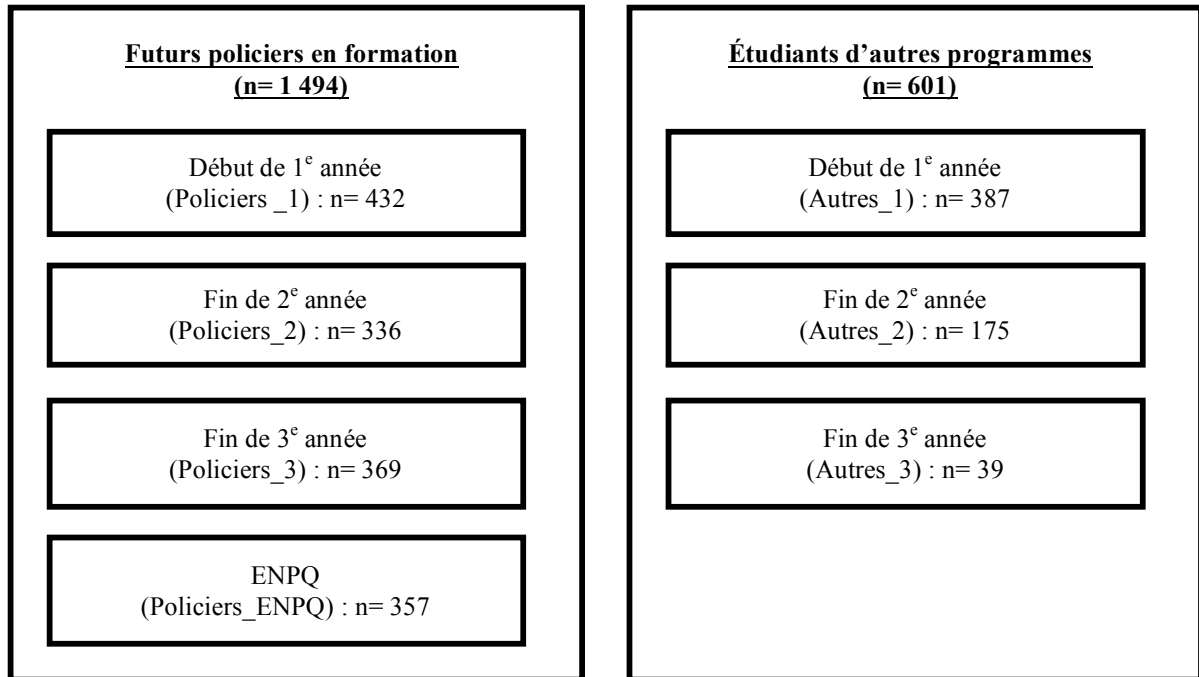 Futurs policiers en formation
(n= 1 494)
Début de 1e année
(Policiers _1) : n= 432
Fin de 2e année
(Policiers_2) : n= 336
Fin de 3e année
(Policiers_3) : n= 369
ENPQ
(Policiers_ENPQ) : n= 357
Étudiants d’autres programmes
(n= 601)
Début de 1e année
(Autres_1) : n= 387
Fin de 2e année
(Autres_2) : n= 175
Fin de 3e année
(Autres_3) : n= 39